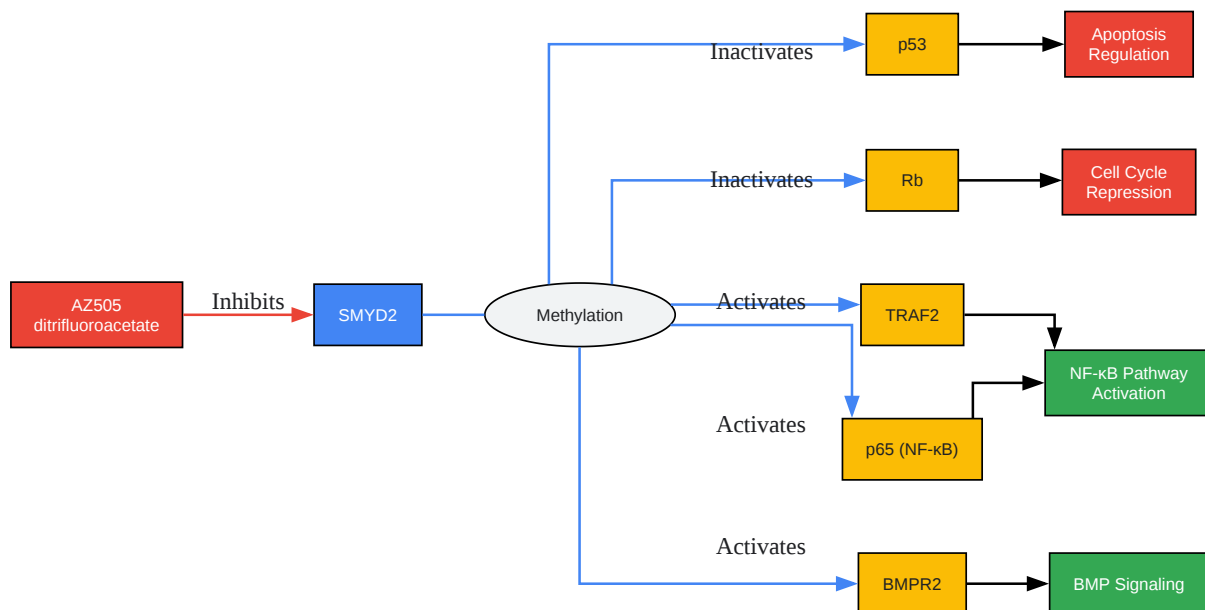 Inactivates
p53
Apoptosis
Regulation
Inactivates
Rb
Cell Cycle
Repression
AZ505
ditrifluoroacetate
Inhibits
SMYD2
Methylation
Activates
TRAF2
NF-κB Pathway
Activation
Activates
p65 (NF-κB)
Activates
BMPR2
BMP Signaling